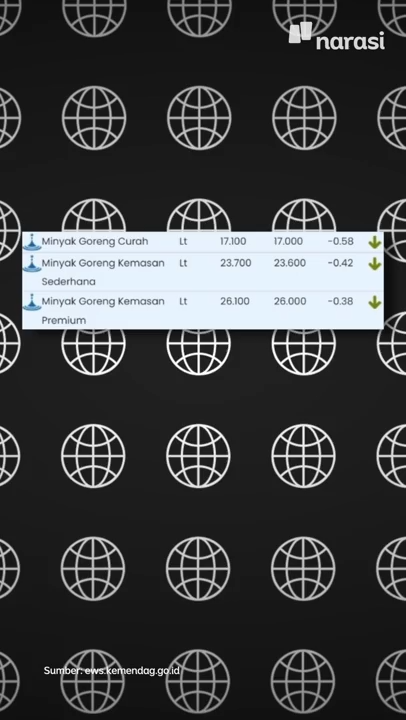 narasi
Minyak Goreng Curah Lt 17.100 17.000 -0.58
Minyak Goreng Kemasan Lt 23.700 23.600 -0.42
Sederhana
Minyak Goreng Kemasan Lt 26.100 26.000 -0.38
Premium
Sumber: ews.kemendag.go.id